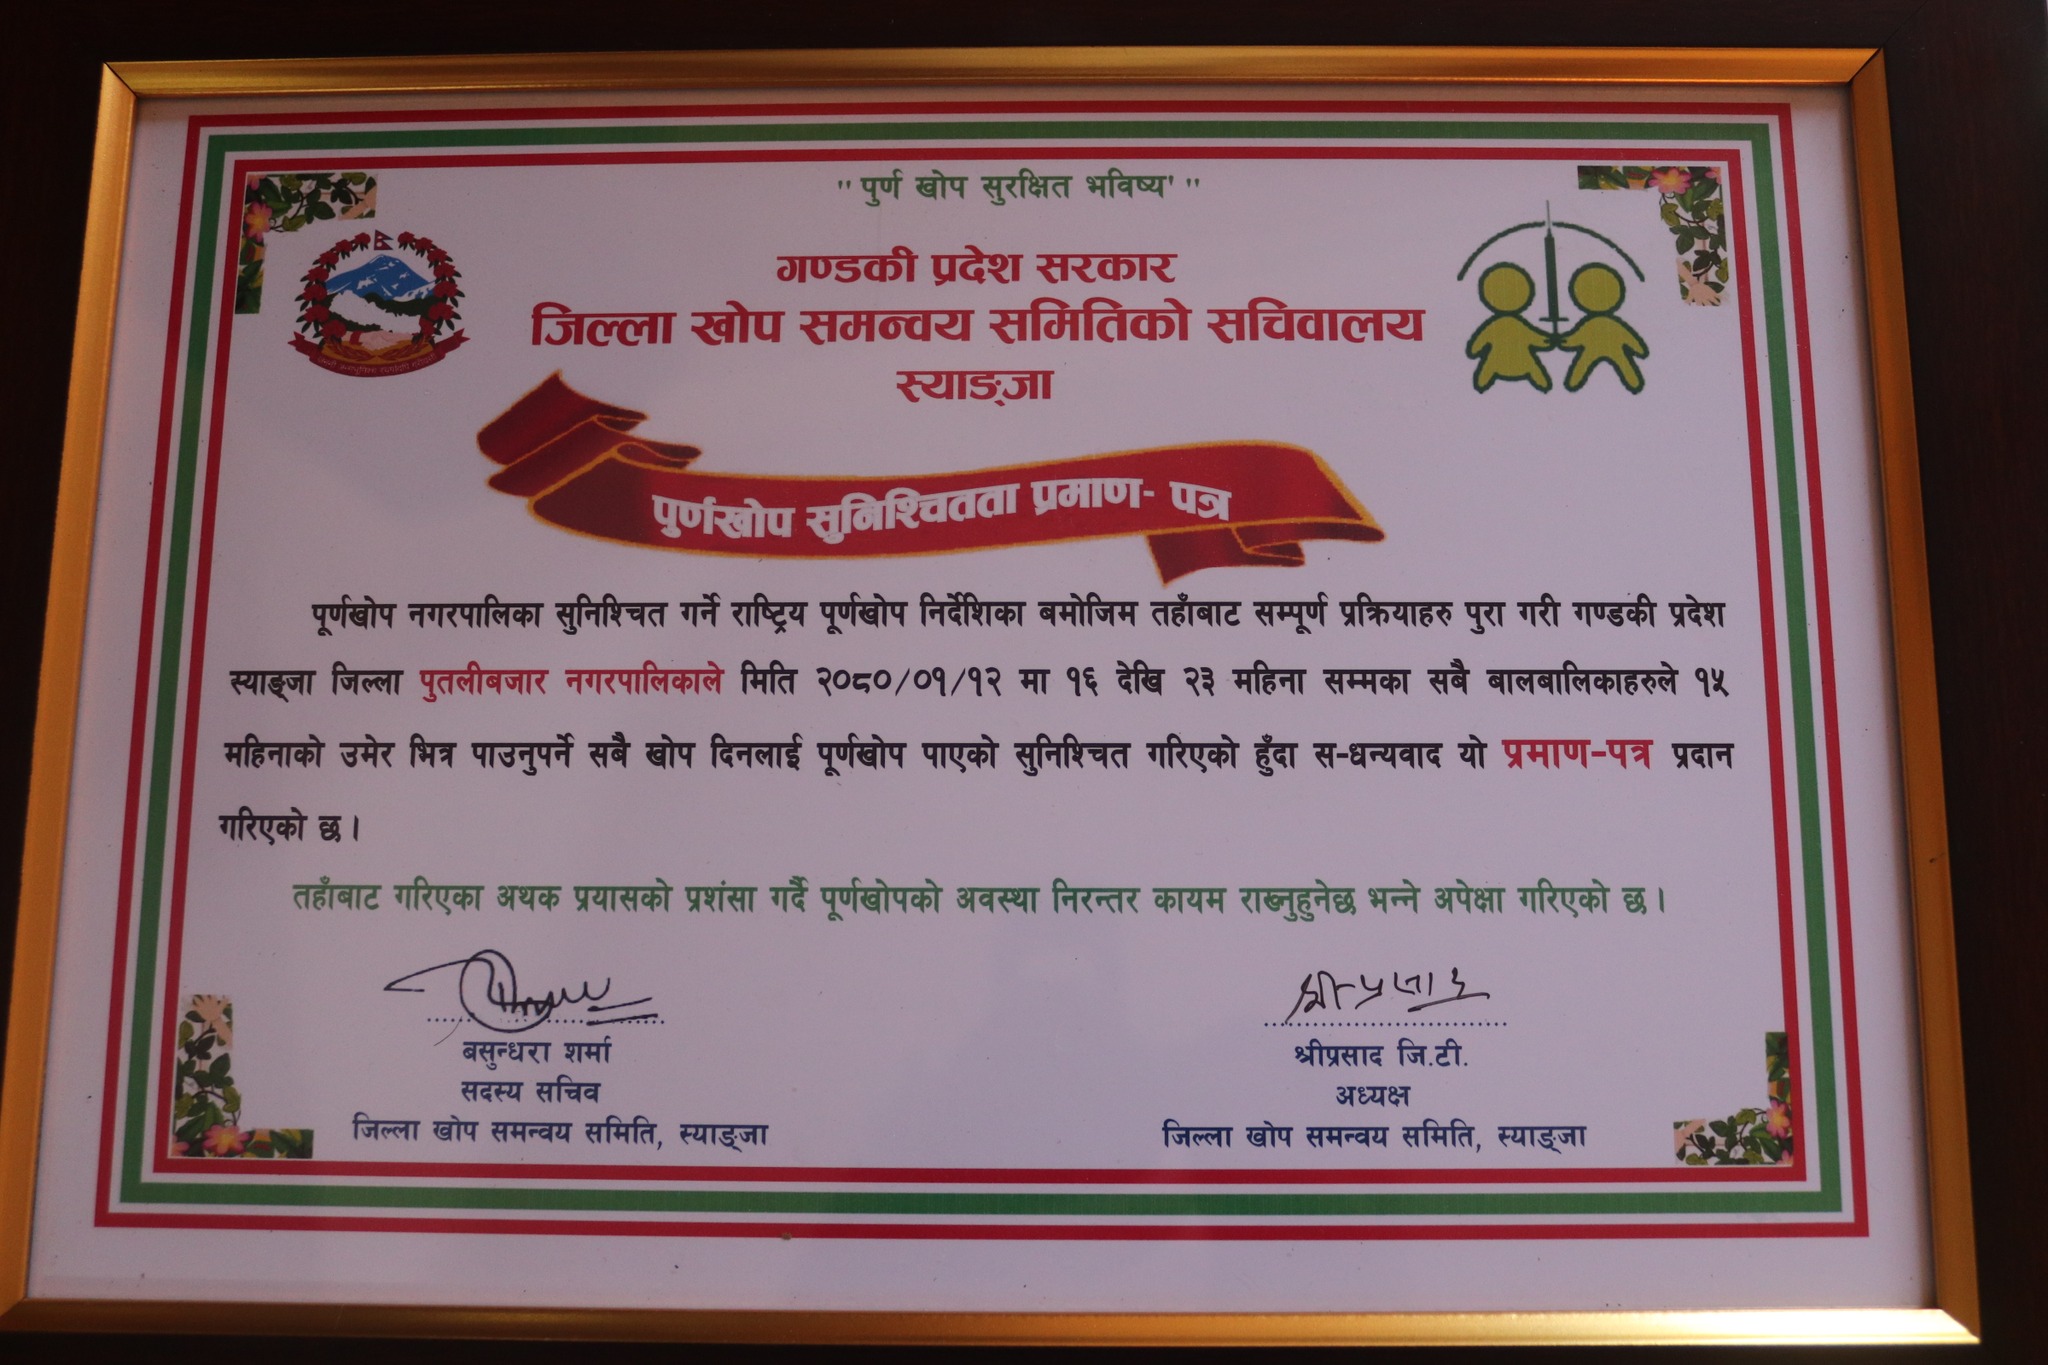 " पुर्ण खोप सुरक्षित भविष्य' "
गण्डकी प्रदेश सरकार
जिल्ला खोप समन्वय समितिको सचिवालय
स्याङ्जा
पुर्णखोप सुनिश्चितता प्रमाण- पत्र
पूर्णखोप नगरपालिका सुनिश्चित गर्ने राष्ट्रिय पूर्णखोप निर्देशिका बमोजिम तहाँबाट सम्पूर्ण प्रक्रियाहरु पुरा गरी गण्डकी प्रदेश
स्याङ्जा जिल्ला पुतलीबजार नगरपालिकाले मिति २०८०/०१/१२ मा १६ देखि २३ महिना सम्मका सबै बालबालिकाहरुले १५
महिनाको उमेर भित्र पाउनुपर्ने सबै खोप दिनलाई पूर्णखोप पाएको सुनिश्चित गरिएको हुँदा स-धन्यवाद यो प्रमाण-पत्र प्रदान
गरिएको छ।
तहाँबाट गरिएका अथक प्रयासको प्रशंसा गर्दै पूर्णखोपको अवस्था निरन्तर कायम राख्नुहुनेछ भन्ने अपेक्षा गरिएको छ।
श्रीप्रसाद
बसुन्धरा शर्मा
सदस्य सचिव
जिल्ला खोप समन्वय समिति, स्याङ्जा
श्रीप्रसाद जि.टी.
अध्यक्ष
जिल्ला खोप समन्वय समिति, स्याङ्जा